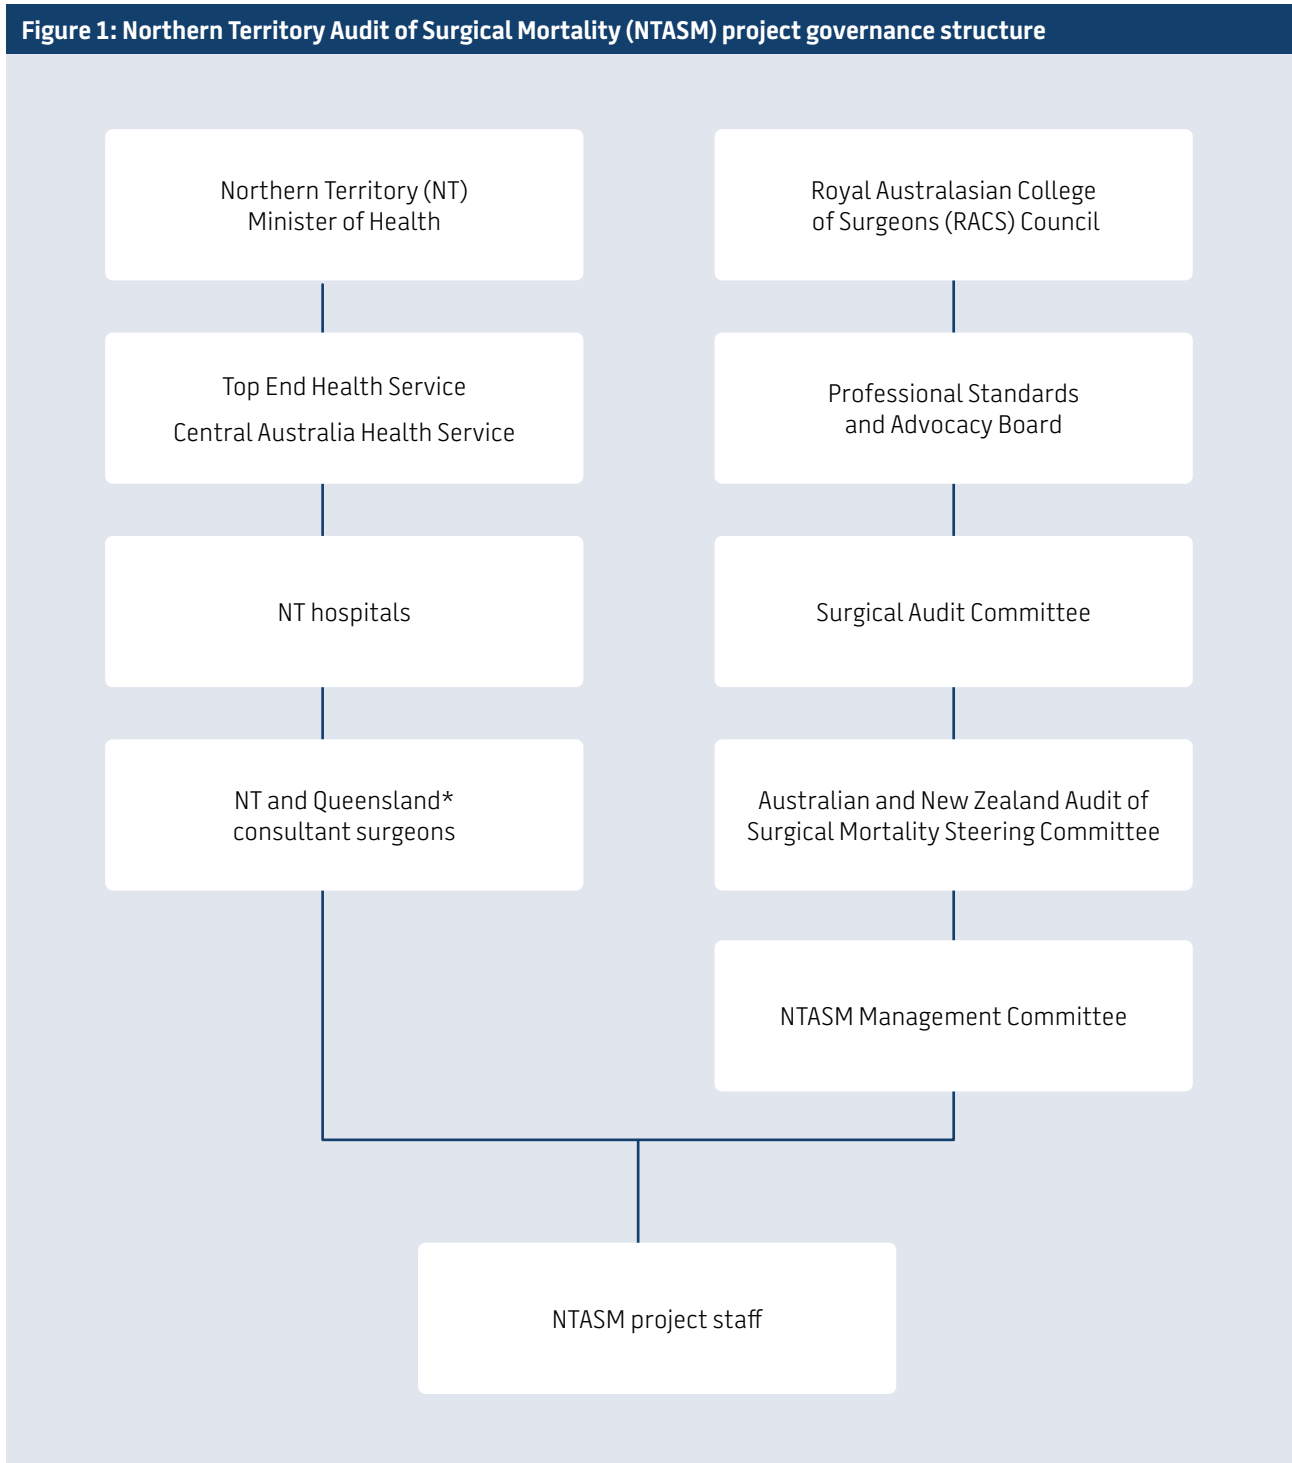 Figure 1: Northern Territory Audit of Surgical Mortality (NTASM) project governance structure
Northern Territory (NT)
Minister of Health
Top End Health Service
Central Australia Health Service
NT hospitals
NT and Queensland*
consultant surgeons
Royal Australasian College
of Surgeons (RACS) Council
Professional Standards
and Advocacy Board
Surgical Audit Committee
Australian and New Zealand Audit of
Surgical Mortality Steering Committee
NTASM Management Committee
NTASM project staff